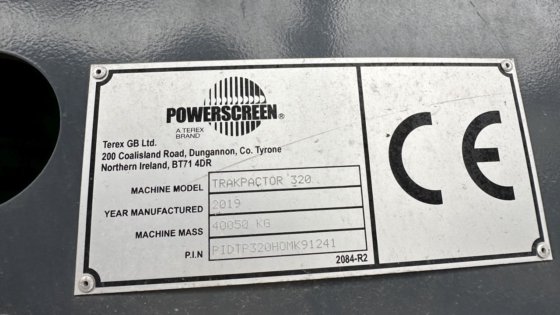 POWERSCREEN®
A TEREX
BRAND
Terex GB Ltd.
200 Coalisland Road, Dungannon, Co. Tyrone
Northern Ireland, BT71 4DR
MACHINE MODEL TRAKPACTOR 320
YEAR MANUFACTURED 2019
MACHINE MASS 40050 KG
P.I.N PIDTP320HOMK91241
2084-R2
CE